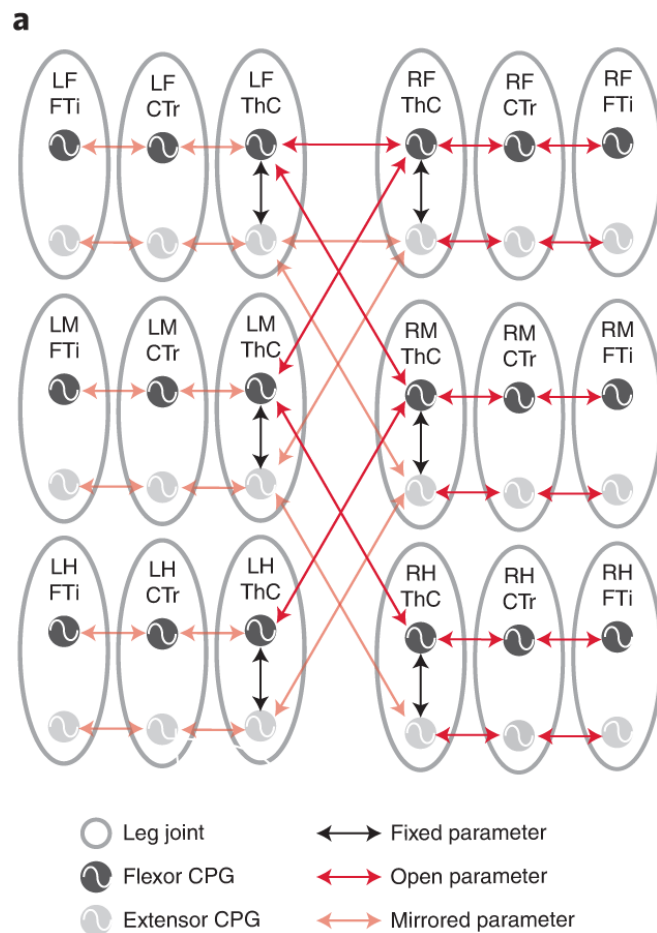 a
LF
FTi
LF
CTr
LF
ThC
RF
ThC
RF
CTr
RF
FTi
LM
FTi
LM
CTr
LM
ThC
RM
ThC
RM
CTr
RM
FTi
LH
FTi
LH
CTr
LH
ThC
RH
ThC
RH
CTr
RH
FTi
Leg joint
Fixed parameter
Flexor CPG
Open parameter
Extensor CPG
Mirrored parameter